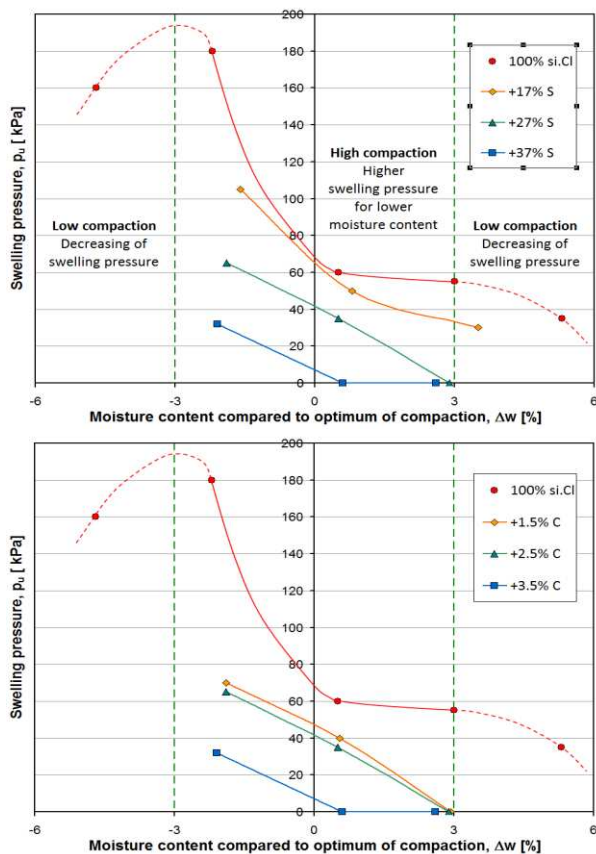 200
180
160
140
120
100
80
60
40
20
0
Swelling pressure, pᵤ [ kPa]
100% si.Cl
+17% S
+27% S
+37% S
High compaction
Higher
swelling pressure
for lower
moisture content
Low compaction
Decreasing of
swelling pressure
Low compaction
Decreasing of
swelling pressure
-6 -3 0 3 6
Moisture content compared to optimum of compaction, Δw [%]
200
180
160
140
120
100
80
60
40
20
0
Swelling pressure, pᵤ [ kPa]
100% si.Cl
+1.5% C
+2.5% C
+3.5% C
-6 -3 0 3 6
Moisture content compared to optimum of compaction, Δw [%]